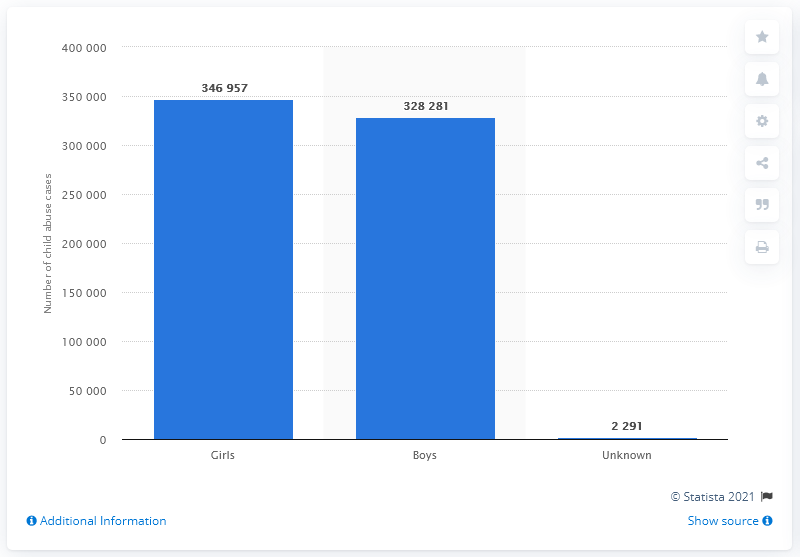 400 000
350 000
300 000
250 000
200 000
150 000
100 000
50 000
0
Number of child abuse cases
346 957
328 281
2 291
Girls
Boys
Unknown
© Statista 2021
Additional Information
Show source